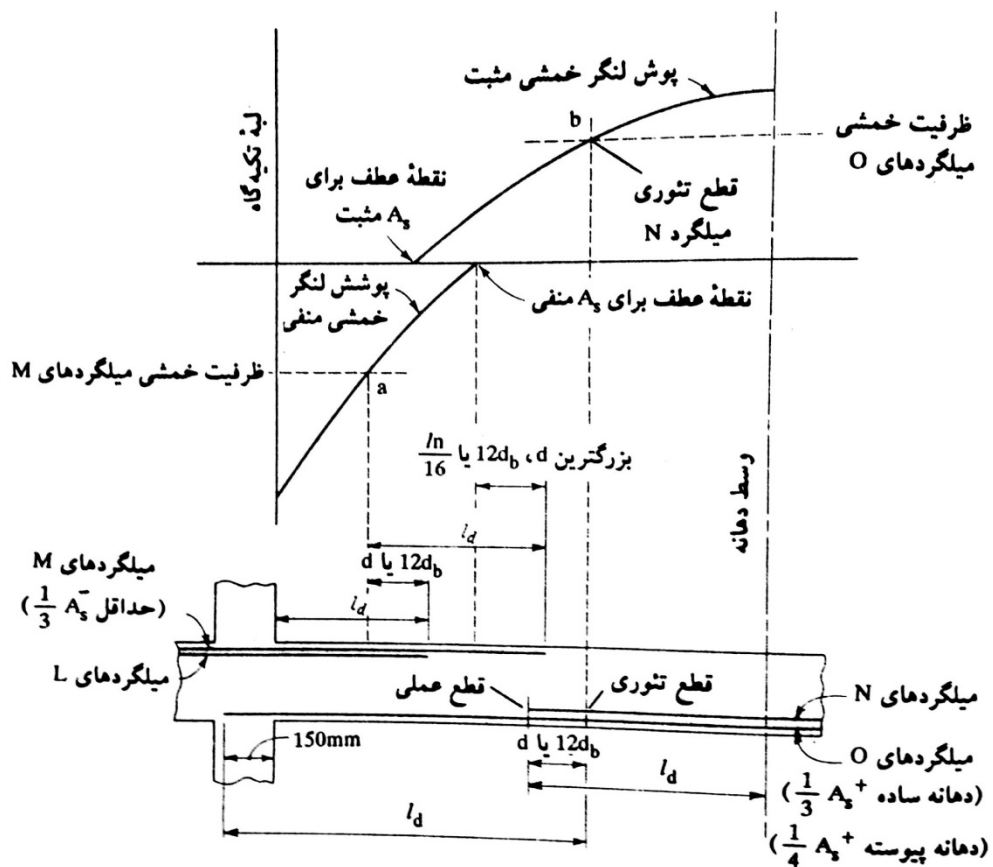 پوش لنگر خمشی مثبت
لبهٔ تکیه‌گاه
b
ظرفیت خمشی
میلگردهای O
نقطهٔ عطف برای
A_s مثبت
قطع تئوری
میلگرد N
پوشش لنگر
خمشی منفی
نقطهٔ عطف برای A_s منفی
ظرفیت خمشی میلگردهای M
a
بزرگترین d، 12d_b یا ln/16
وسط دهانه
l_d
d یا 12d_b
l_d
میلگردهای M
(حداقل 1/3 A_s^-)
میلگردهای L
قطع عملی
قطع تئوری
میلگردهای N
150mm
d یا 12d_b
l_d
میلگردهای O
(دهانه ساده 1/3 A_s^+)
l_d
(دهانه پیوسته 1/4 A_s^+)